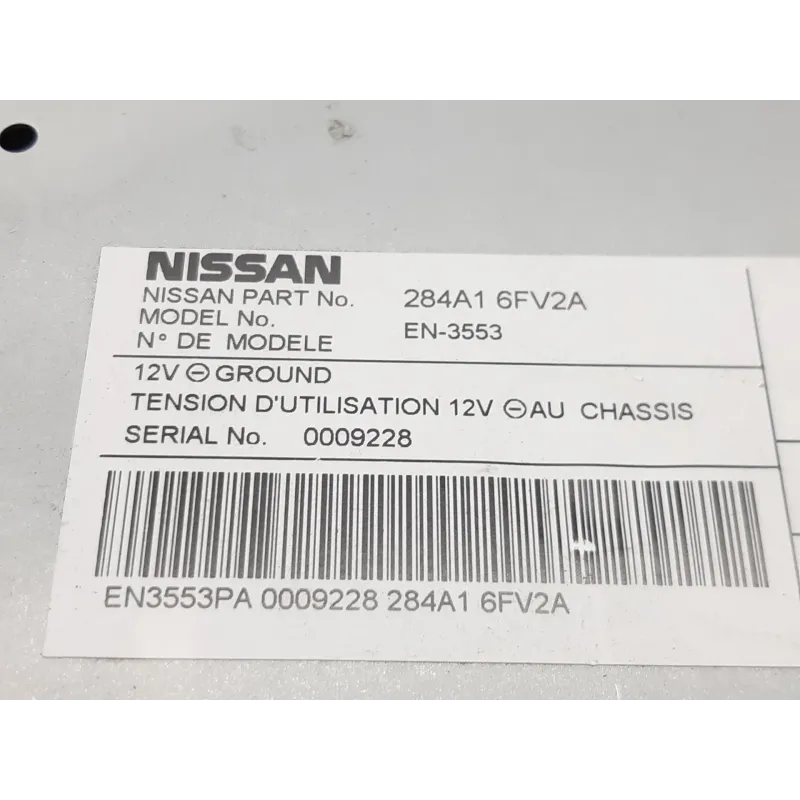 NISSAN
NISSAN PART No. 284A1 6FV2A
MODEL No.
N° DE MODELE EN-3553
12V ⊖ GROUND
TENSION D'UTILISATION 12V ⊖ AU CHASSIS
SERIAL No. 0009228
EN3553PA 0009228 284A1 6FV2A